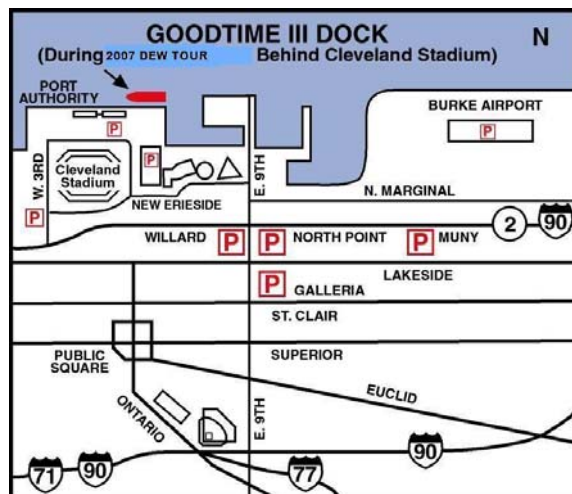 GOODTIME III DOCK
N
(During 2007 DEW TOUR Behind Cleveland Stadium)
PORT
AUTHORITY
BURKE AIRPORT
P
P
P
W. 3RD
Cleveland
Stadium
E. 9TH
N. MARGINAL
NEW ERIESIDE
P
2
90
WILLARD
P
P
NORTH POINT
P
MUNY
LAKESIDE
P
GALLERIA
ST. CLAIR
PUBLIC
SQUARE
SUPERIOR
EUCLID
ONTARIO
E. 9TH
71
90
77
90